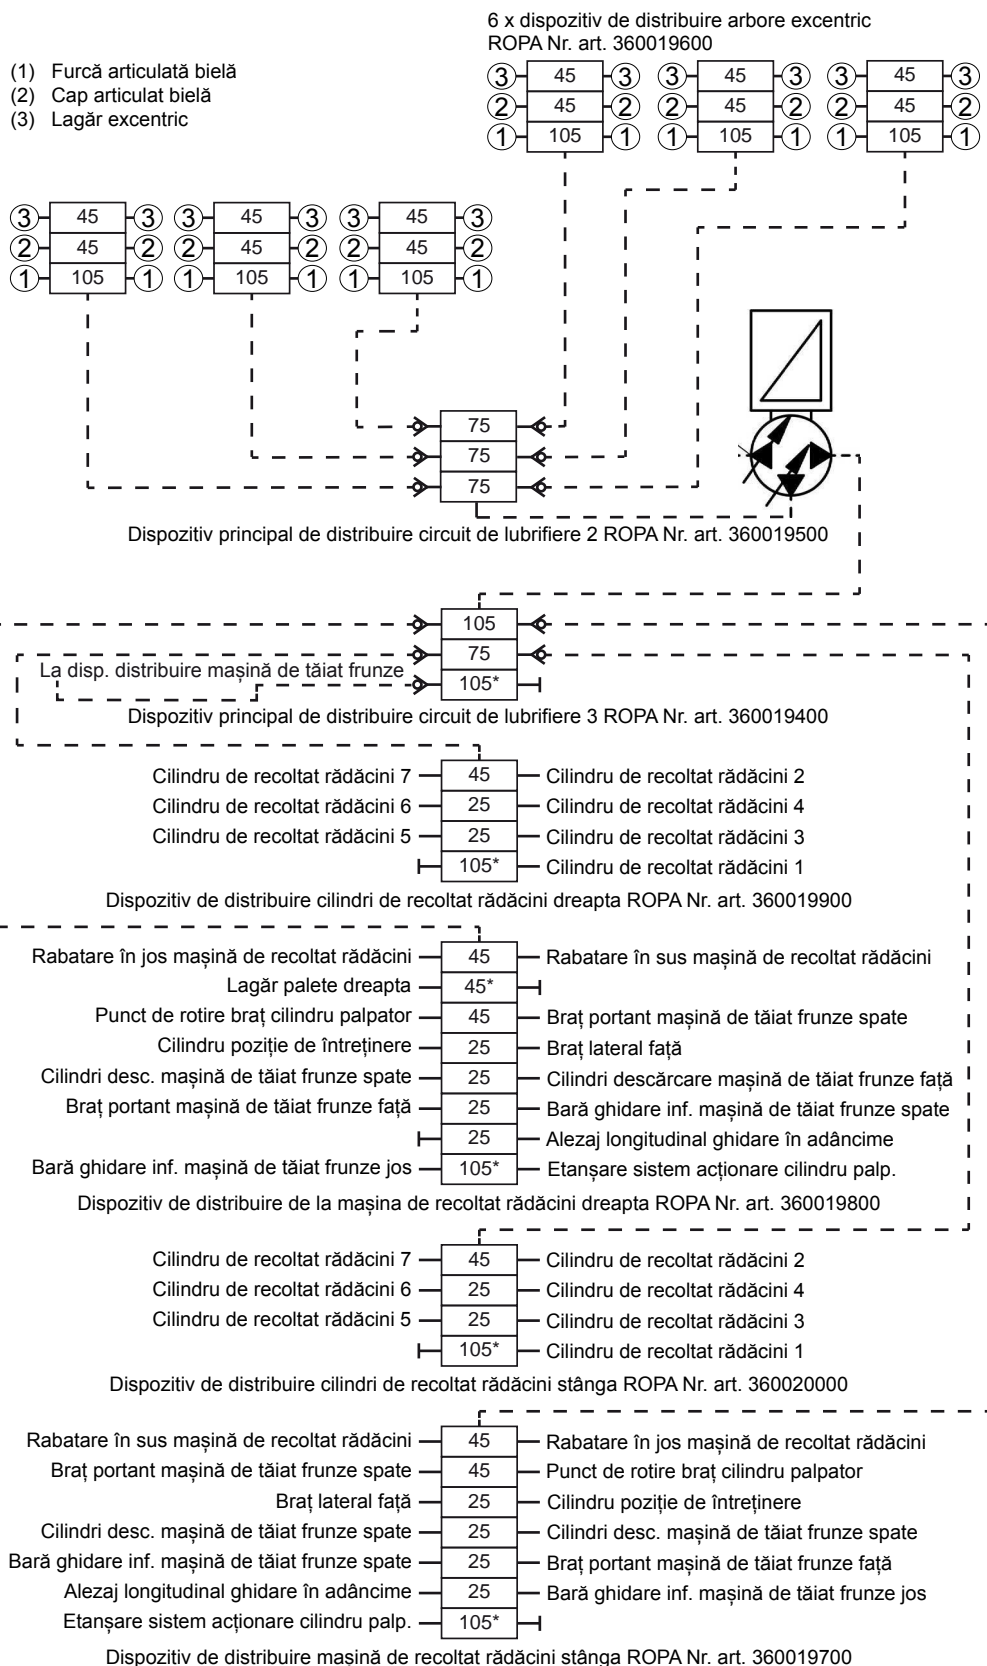 6 x dispozitiv de distribuire arbore excentric
ROPA Nr. art. 360019600
(1) Furcă articulată bielă
(2) Cap articulat bielă
(3) Lagăr excentric
3 45 3 3 45 3 3 45 3
2 45 2 2 45 2 2 45 2
1 105 1 1 105 1 1 105 1
3 45 3 3 45 3 3 45 3
2 45 2 2 45 2 2 45 2
1 105 1 1 105 1 1 105 1
75
75
75
Dispozitiv principal de distribuire circuit de lubrifiere 2 ROPA Nr. art. 360019500
105
75
La disp. distribuire mașină de tăiat frunze
105*
Dispozitiv principal de distribuire circuit de lubrifiere 3 ROPA Nr. art. 360019400
Cilindru de recoltat rădăcini 7 45 Cilindru de recoltat rădăcini 2
Cilindru de recoltat rădăcini 6 25 Cilindru de recoltat rădăcini 4
Cilindru de recoltat rădăcini 5 25 Cilindru de recoltat rădăcini 3
105* Cilindru de recoltat rădăcini 1
Dispozitiv de distribuire cilindri de recoltat rădăcini dreapta ROPA Nr. art. 360019900
Rabatare în jos mașină de recoltat rădăcini 45 Rabatare în sus mașină de recoltat rădăcini
Lagăr palete dreapta 45*
Punct de rotire braț cilindru palpator 45 Braț portant mașină de tăiat frunze spate
Cilindru poziție de întreținere 25 Braț lateral față
Cilindri desc. mașină de tăiat frunze spate 25 Cilindri descărcare mașină de tăiat frunze față
Braț portant mașină de tăiat frunze față 25 Bară ghidare inf. mașină de tăiat frunze spate
25 Alezaj longitudinal ghidare în adâncime
Bară ghidare inf. mașină de tăiat frunze jos 105* Etanșare sistem acționare cilindru palp.
Dispozitiv de distribuire de la mașina de recoltat rădăcini dreapta ROPA Nr. art. 360019800
Cilindru de recoltat rădăcini 7 45 Cilindru de recoltat rădăcini 2
Cilindru de recoltat rădăcini 6 25 Cilindru de recoltat rădăcini 4
Cilindru de recoltat rădăcini 5 25 Cilindru de recoltat rădăcini 3
105* Cilindru de recoltat rădăcini 1
Dispozitiv de distribuire cilindri de recoltat rădăcini stânga ROPA Nr. art. 360020000
Rabatare în sus mașină de recoltat rădăcini 45 Rabatare în jos mașină de recoltat rădăcini
Braț portant mașină de tăiat frunze spate 45 Punct de rotire braț cilindru palpator
Braț lateral față 25 Cilindru poziție de întreținere
Cilindri desc. mașină de tăiat frunze spate 25 Cilindri desc. mașină de tăiat frunze spate
Bară ghidare inf. mașină de tăiat frunze spate 25 Braț portant mașină de tăiat frunze față
Alezaj longitudinal ghidare în adâncime 25 Bară ghidare inf. mașină de tăiat frunze jos
Etanșare sistem acționare cilindru palp. 105*
Dispozitiv de distribuire mașină de recoltat rădăcini stânga ROPA Nr. art. 360019700